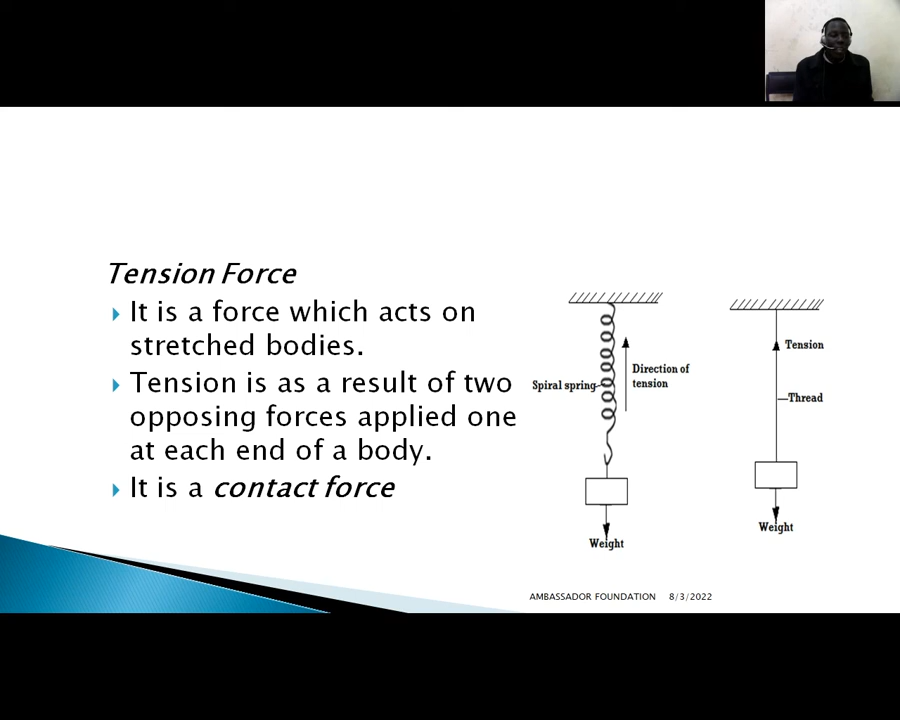 Tension Force
It is a force which acts on
stretched bodies.
Tension is as a result of two
opposing forces applied one
at each end of a body.
It is a contact force
Spiral spring
Direction of
tension
Weight
Tension
Thread
Weight
AMBASSADOR FOUNDATION 8/3/2022